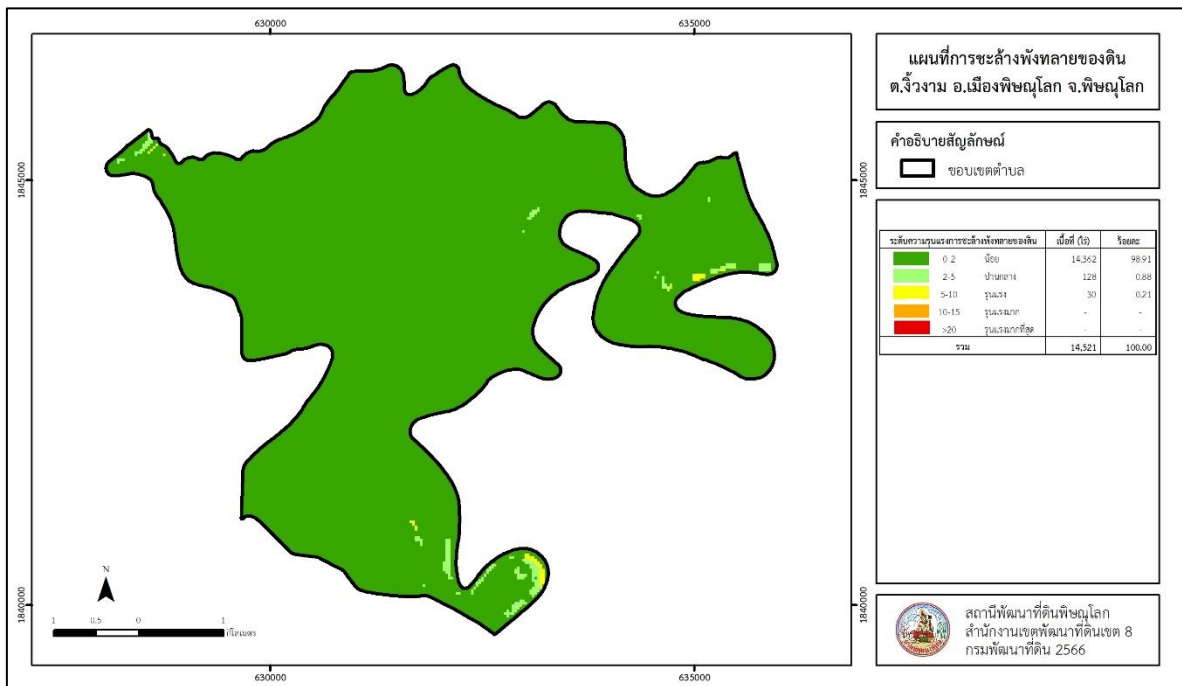 630000
635000
1845000
1845000
1840000
1840000
630000
635000
N
1 0.5 0 1
กิโลเมตร
แผนที่การชะล้างพังทลายของดิน
ต.งิ้วงาม อ.เมืองพิษณุโลก จ.พิษณุโลก
คำอธิบายสัญลักษณ์
ขอบเขตตำบล
ระดับความรุนแรงการชะล้างพังทลายของดิน เนื้อที่ (ไร่) ร้อยละ
0-2 น้อย 14,362 98.91
2-5 ปานกลาง 128 0.88
5-10 รุนแรง 30 0.21
10-15 รุนแรงมาก - -
>20 รุนแรงมากที่สุด - -
รวม 14,521 100.00
สถานีพัฒนาที่ดินพิษณุโลก
สำนักงานเขตพัฒนาที่ดินเขต 8
กรมพัฒนาที่ดิน 2566